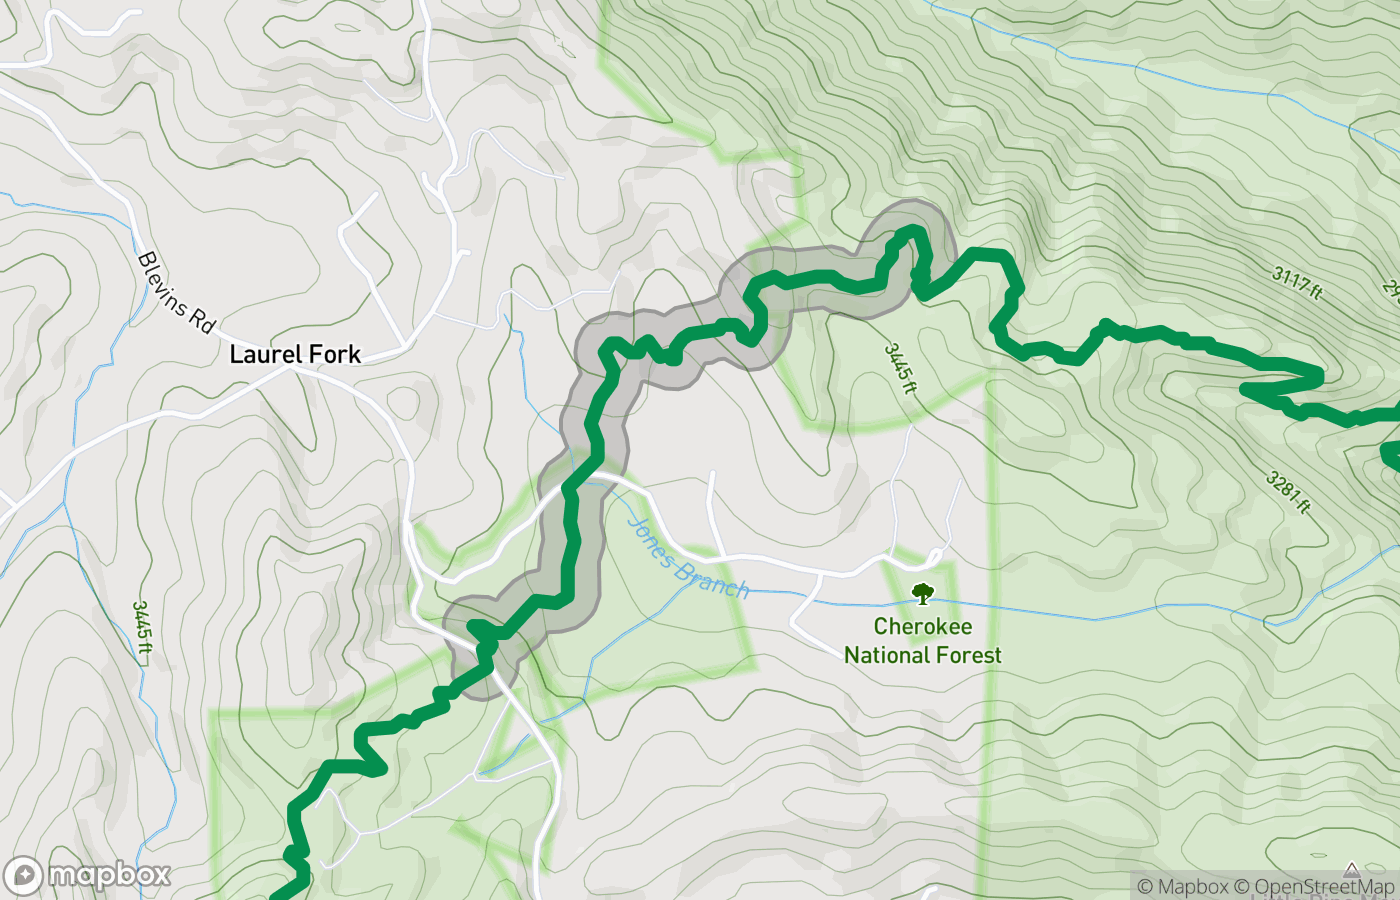 3117 ft
Blevins Rd
Laurel Fork
3445 ft
3281 ft
Jones Branch
3445 ft
Cherokee
National Forest
mapbox
© Mapbox © OpenStreetMap